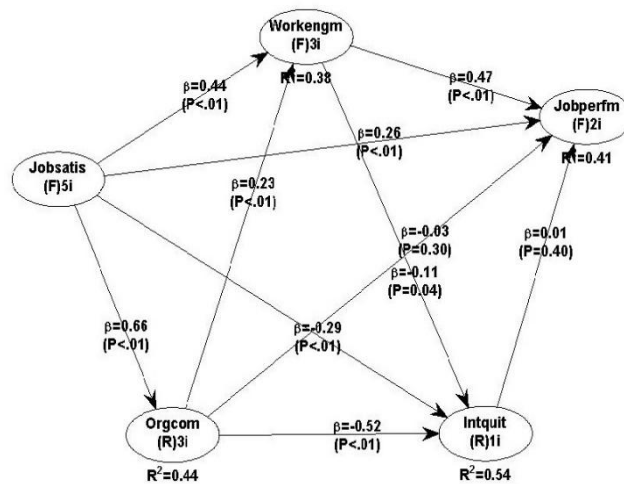 Workengm
(F)3i
R²=0.38
β=0.44
(P<.01)
β=0.47
(P<.01)
Jobperfm
(F)2i
R²=0.41
β=0.26
(P<.01)
Jobsatis
(F)5i
β=0.23
(P<.01)
β=-0.03
(P=0.30)
β=0.01
(P=0.40)
β=-0.11
(P=0.04)
β=0.66
(P<.01)
β=-0.29
(P<.01)
Orgcom
(R)3i
R²=0.44
β=-0.52
(P<.01)
Intquit
(R)1i
R²=0.54